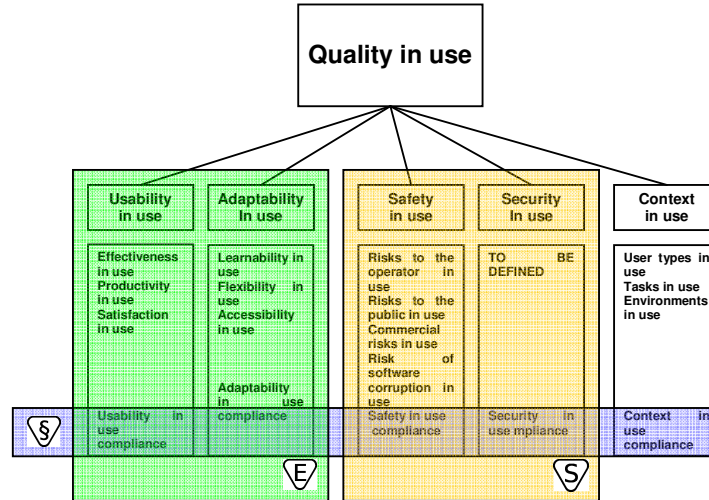 Quality in use
Usability
in use
Adaptability
In use
Safety
in use
Security
In use
Context
in use
Effectiveness
in use
Productivity
in use
Satisfaction
in use
Usability in
use
compliance
Learnability in
use
Flexibility in
use
Accessibility
in use
Adaptability
in use
compliance
Risks to the
operator in
use
Risks to the
public in use
Commercial
risks in use
Risk of
software
corruption in
use
Safety in use
compliance
TO BE
DEFINED
Security in
use mpliance
User types in
use
Tasks in use
Environments
in use
Context in
use
compliance
§
E
S